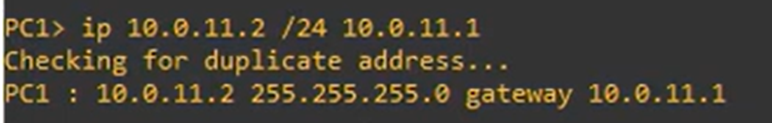 PC1> ip 10.0.11.2 /24 10.0.11.1
Checking for duplicate address...
PC1 : 10.0.11.2 255.255.255.0 gateway 10.0.11.1